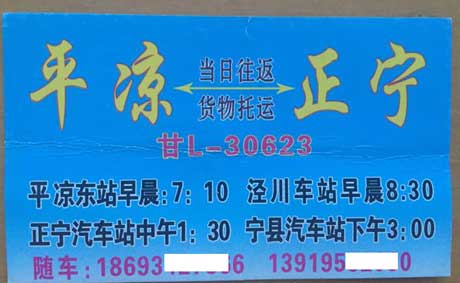 平凉 当日往返 正宁
货物托运
甘L-30623
平凉东站早晨:7:10 泾川车站早晨8:30
正宁汽车站中午1:30 宁县汽车站下午3:00
随车:18693 139195